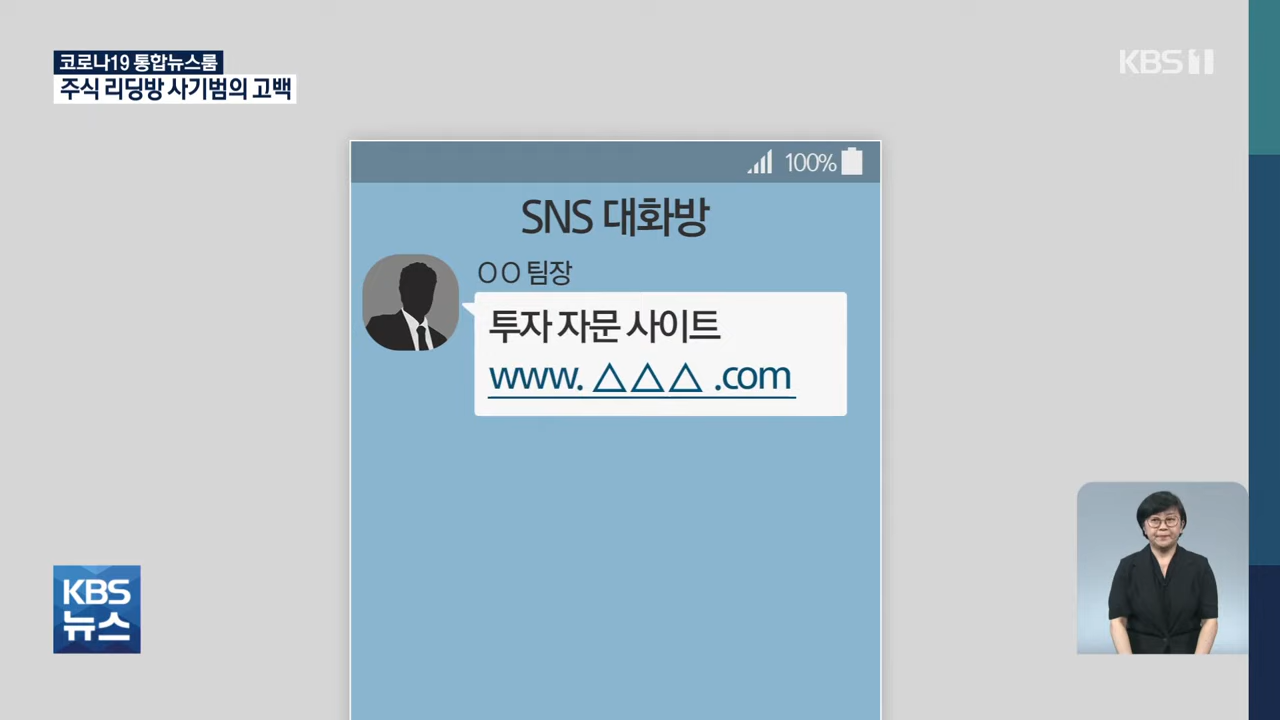 코로나19 통합뉴스룸
주식 리딩방 사기범의 고백
KBS 1
100%
SNS 대화방
○○ 팀장
투자 자문 사이트
www. △△△ .com
KBS
뉴스